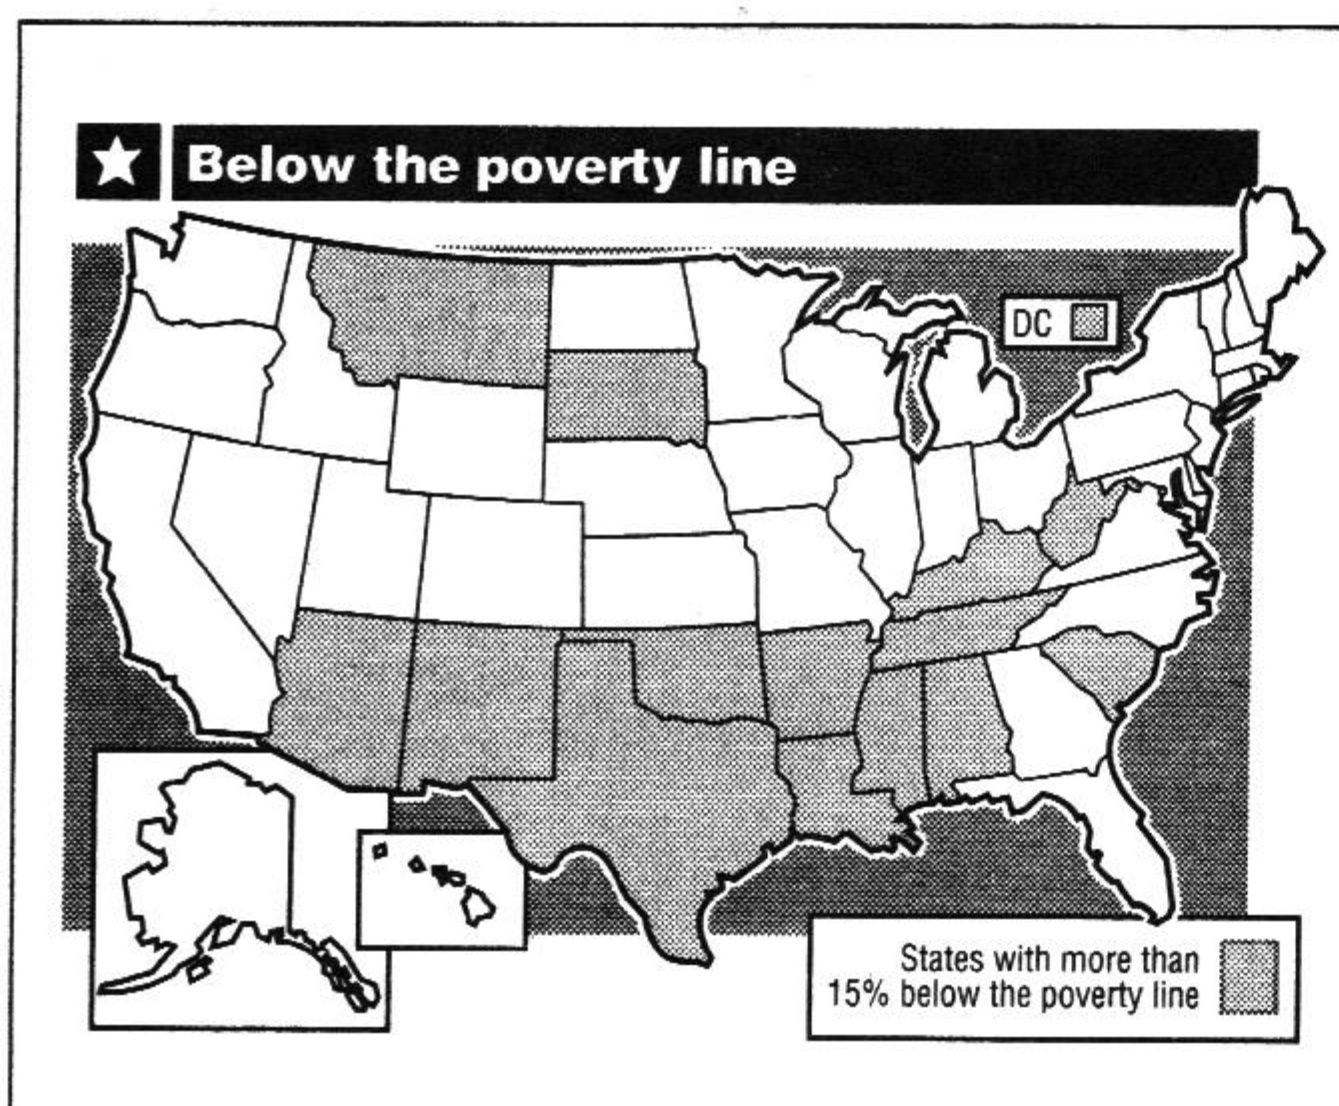 Below the poverty line
DC
States with more than
15% below the poverty line